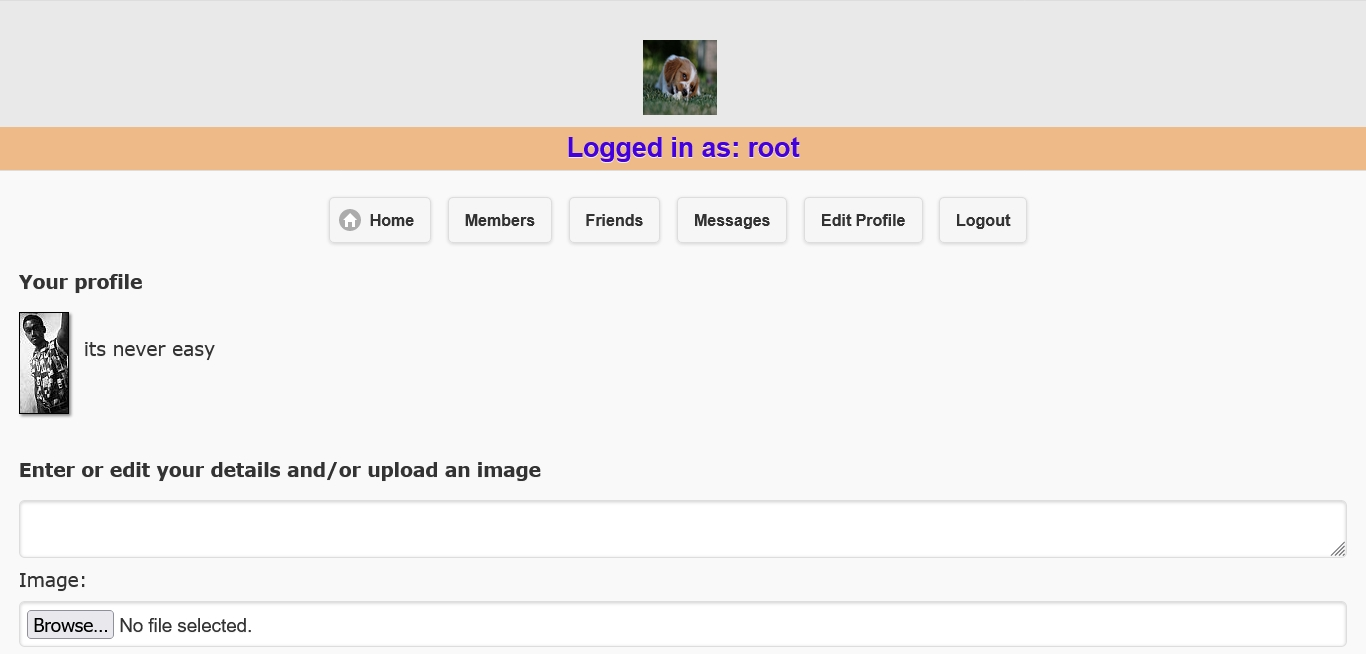 Logged in as: root
Home Members Friends Messages Edit Profile Logout
Your profile
its never easy
Enter or edit your details and/or upload an image
Image:
Browse... No file selected.